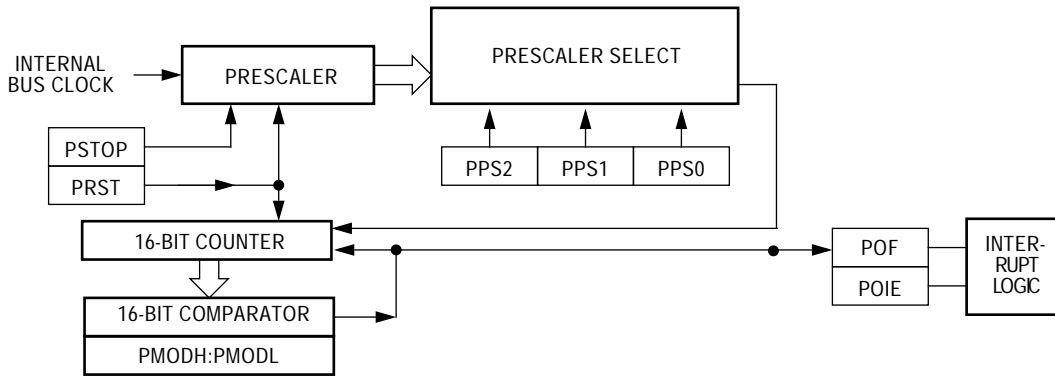 INTERNAL
BUS CLOCK
PRESCALER
PRESCALER SELECT
PSTOP
PRST
PPS2
PPS1
PPS0
16-BIT COUNTER
POF
POIE
INTER-
RUPT
LOGIC
16-BIT COMPARATOR
PMODH:PMODL